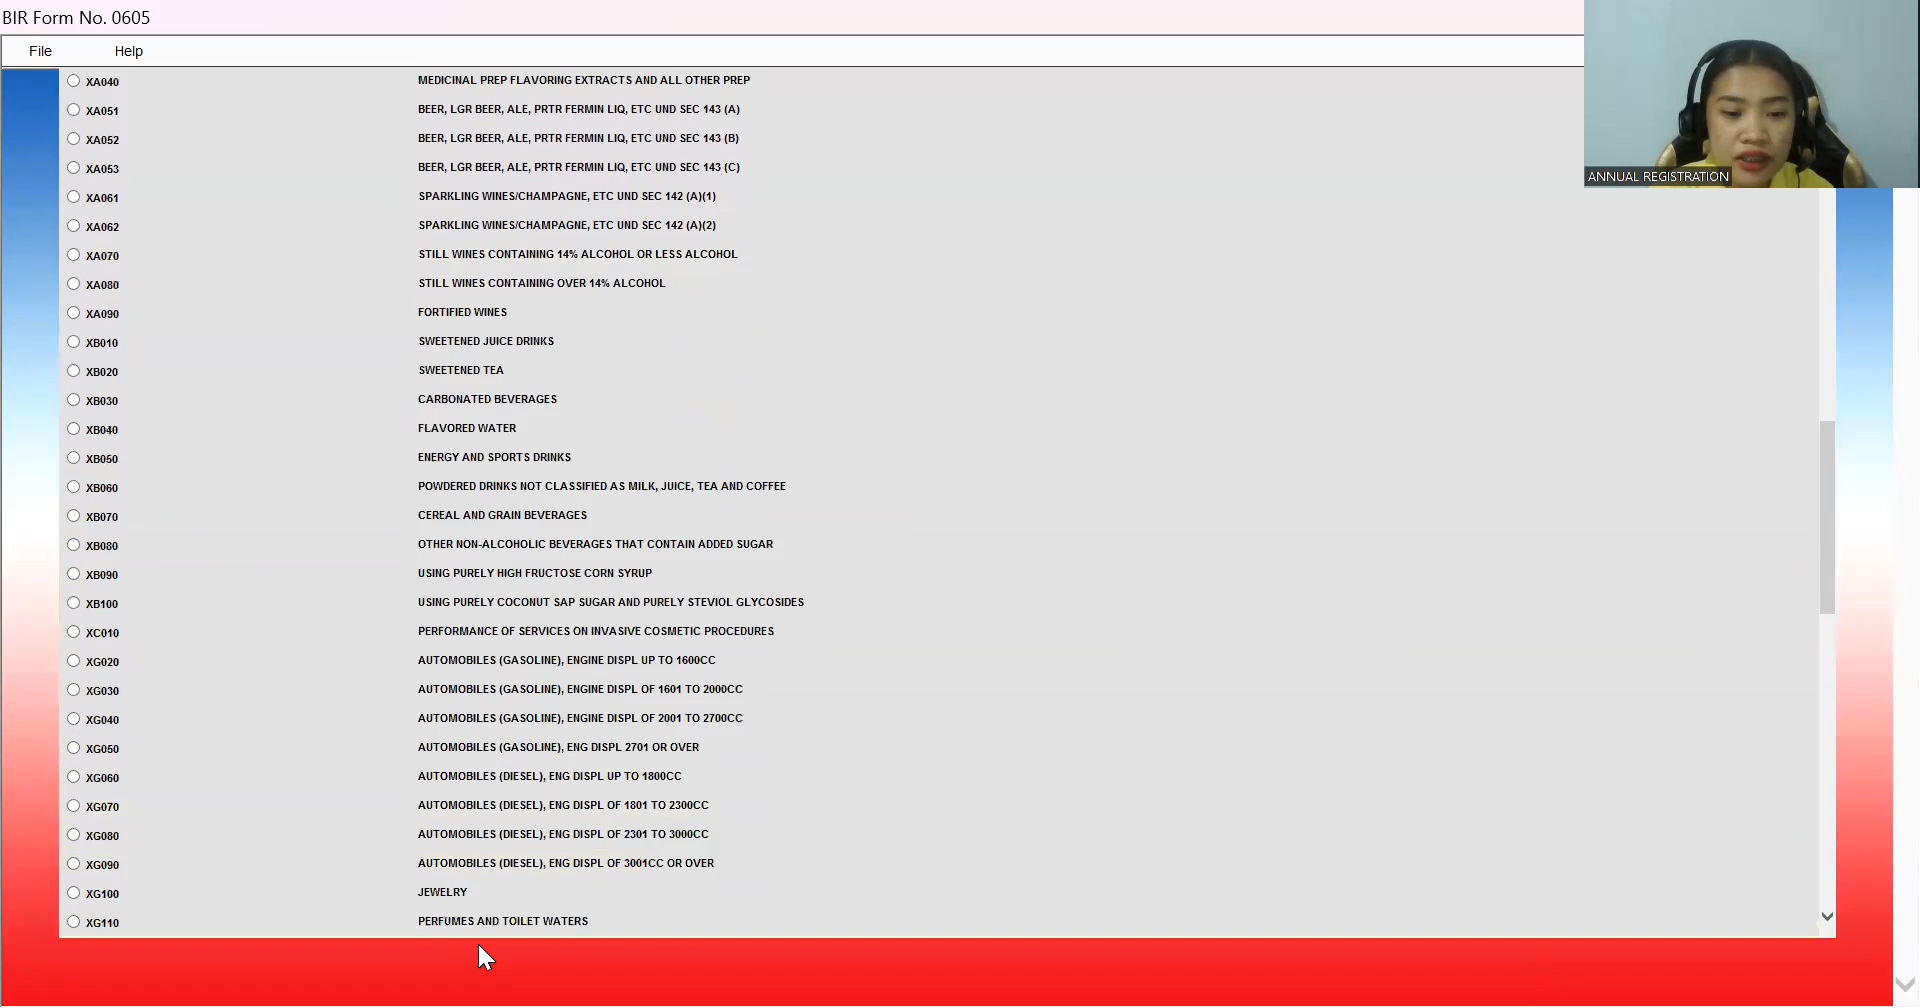 BIR Form No. 0605
File Help
XA040 MEDICINAL PREP FLAVORING EXTRACTS AND ALL OTHER PREP
XA051 BEER, LGR BEER, ALE, PRTR FERMIN LIQ, ETC UND SEC 143 (A)
XA052 BEER, LGR BEER, ALE, PRTR FERMIN LIQ, ETC UND SEC 143 (B)
XA053 BEER, LGR BEER, ALE, PRTR FERMIN LIQ, ETC UND SEC 143 (C)
ANNUAL REGISTRATION
XA061 SPARKLING WINES/CHAMPAGNE, ETC UND SEC 142 (A)(1)
XA062 SPARKLING WINES/CHAMPAGNE, ETC UND SEC 142 (A)(2)
XA070 STILL WINES CONTAINING 14% ALCOHOL OR LESS ALCOHOL
XA080 STILL WINES CONTAINING OVER 14% ALCOHOL
XA090 FORTIFIED WINES
XB010 SWEETENED JUICE DRINKS
XB020 SWEETENED TEA
XB030 CARBONATED BEVERAGES
XB040 FLAVORED WATER
XB050 ENERGY AND SPORTS DRINKS
XB060 POWDERED DRINKS NOT CLASSIFIED AS MILK, JUICE, TEA AND COFFEE
XB070 CEREAL AND GRAIN BEVERAGES
XB080 OTHER NON-ALCOHOLIC BEVERAGES THAT CONTAIN ADDED SUGAR
XB090 USING PURELY HIGH FRUCTOSE CORN SYRUP
XB100 USING PURELY COCONUT SAP SUGAR AND PURELY STEVIOL GLYCOSIDES
XC010 PERFORMANCE OF SERVICES ON INVASIVE COSMETIC PROCEDURES
XG020 AUTOMOBILES (GASOLINE), ENGINE DISPL UP TO 1600CC
XG030 AUTOMOBILES (GASOLINE), ENGINE DISPL OF 1601 TO 2000CC
XG040 AUTOMOBILES (GASOLINE), ENGINE DISPL OF 2001 TO 2700CC
XG050 AUTOMOBILES (GASOLINE), ENG DISPL 2701 OR OVER
XG060 AUTOMOBILES (DIESEL), ENG DISPL UP TO 1800CC
XG070 AUTOMOBILES (DIESEL), ENG DISPL OF 1801 TO 2300CC
XG080 AUTOMOBILES (DIESEL), ENG DISPL OF 2301 TO 3000CC
XG090 AUTOMOBILES (DIESEL), ENG DISPL OF 3001CC OR OVER
XG100 JEWELRY
XG110 PERFUMES AND TOILET WATERS